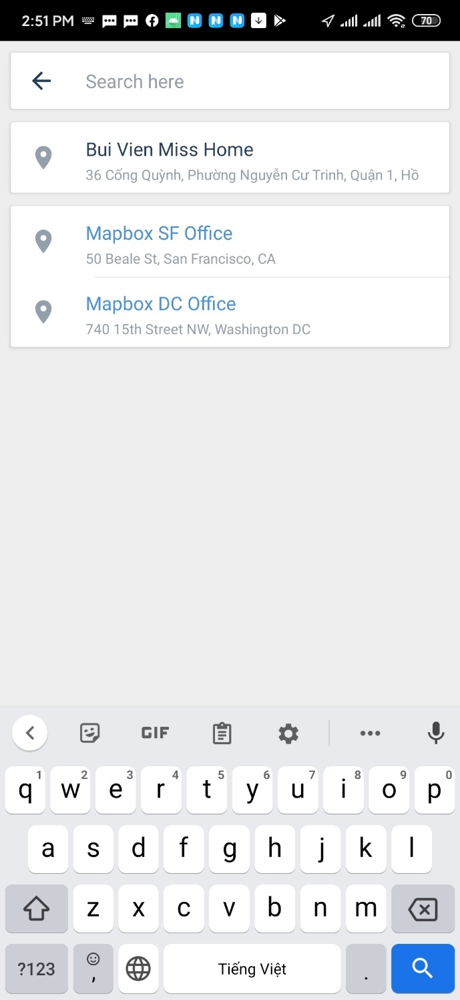 2:51 PM 70
Search here
Bui Vien Miss Home
36 Cống Quỳnh, Phường Nguyễn Cư Trinh, Quận 1, Hồ
Mapbox SF Office
50 Beale St, San Francisco, CA
Mapbox DC Office
740 15th Street NW, Washington DC
GIF
q1 w2 e3 r4 t5 y6 u7 i8 o9 p0
a s d f g h j k l
z x c v b n m
?123 , Tiếng Việt .